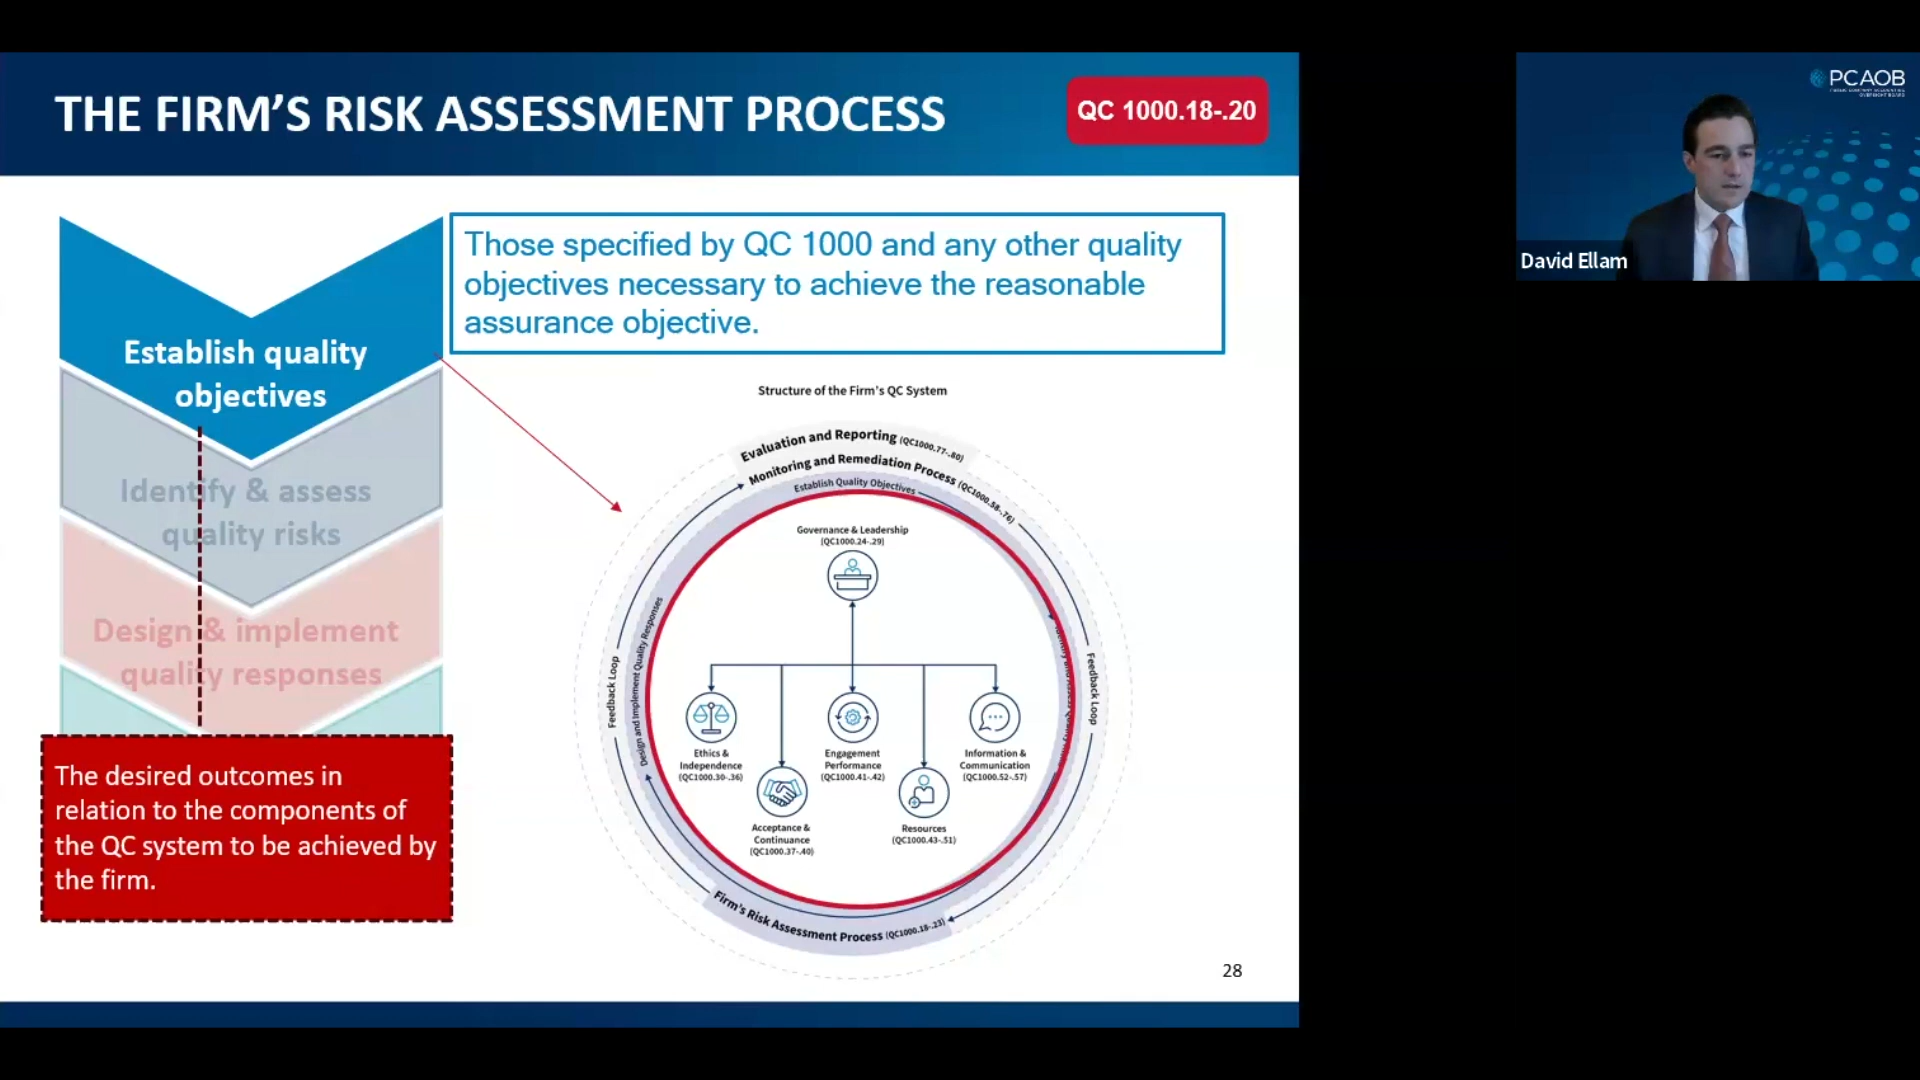 THE FIRM'S RISK ASSESSMENT PROCESS
QC 1000.18-.20
PCAOB
PUBLIC COMPANY ACCOUNTING
OVERSIGHT BOARD
David Ellam
Those specified by QC 1000 and any other quality
objectives necessary to achieve the reasonable
assurance objective.
Establish quality
objectives
Identify & assess
quality risks
Design & implement
quality responses
The desired outcomes in
relation to the components of
the QC system to be achieved by
the firm.
Structure of the Firm's QC System
Evaluation and Reporting (QC1000.77-.80)
Monitoring and Remediation Process (QC1000.58-.76)
Establish Quality Objectives
Governance & Leadership
(QC1000.24-.29)
Design and Implement Quality Responses
Feedback Loop
Feedback Loop
Ethics &
Independence
(QC1000.30-.36)
Engagement
Performance
(QC1000.41-.42)
Information &
Communication
(QC1000.52-.57)
Acceptance &
Continuance
(QC1000.37-.40)
Resources
(QC1000.43-.51)
Firm's Risk Assessment Process (QC1000.18-.23)
28